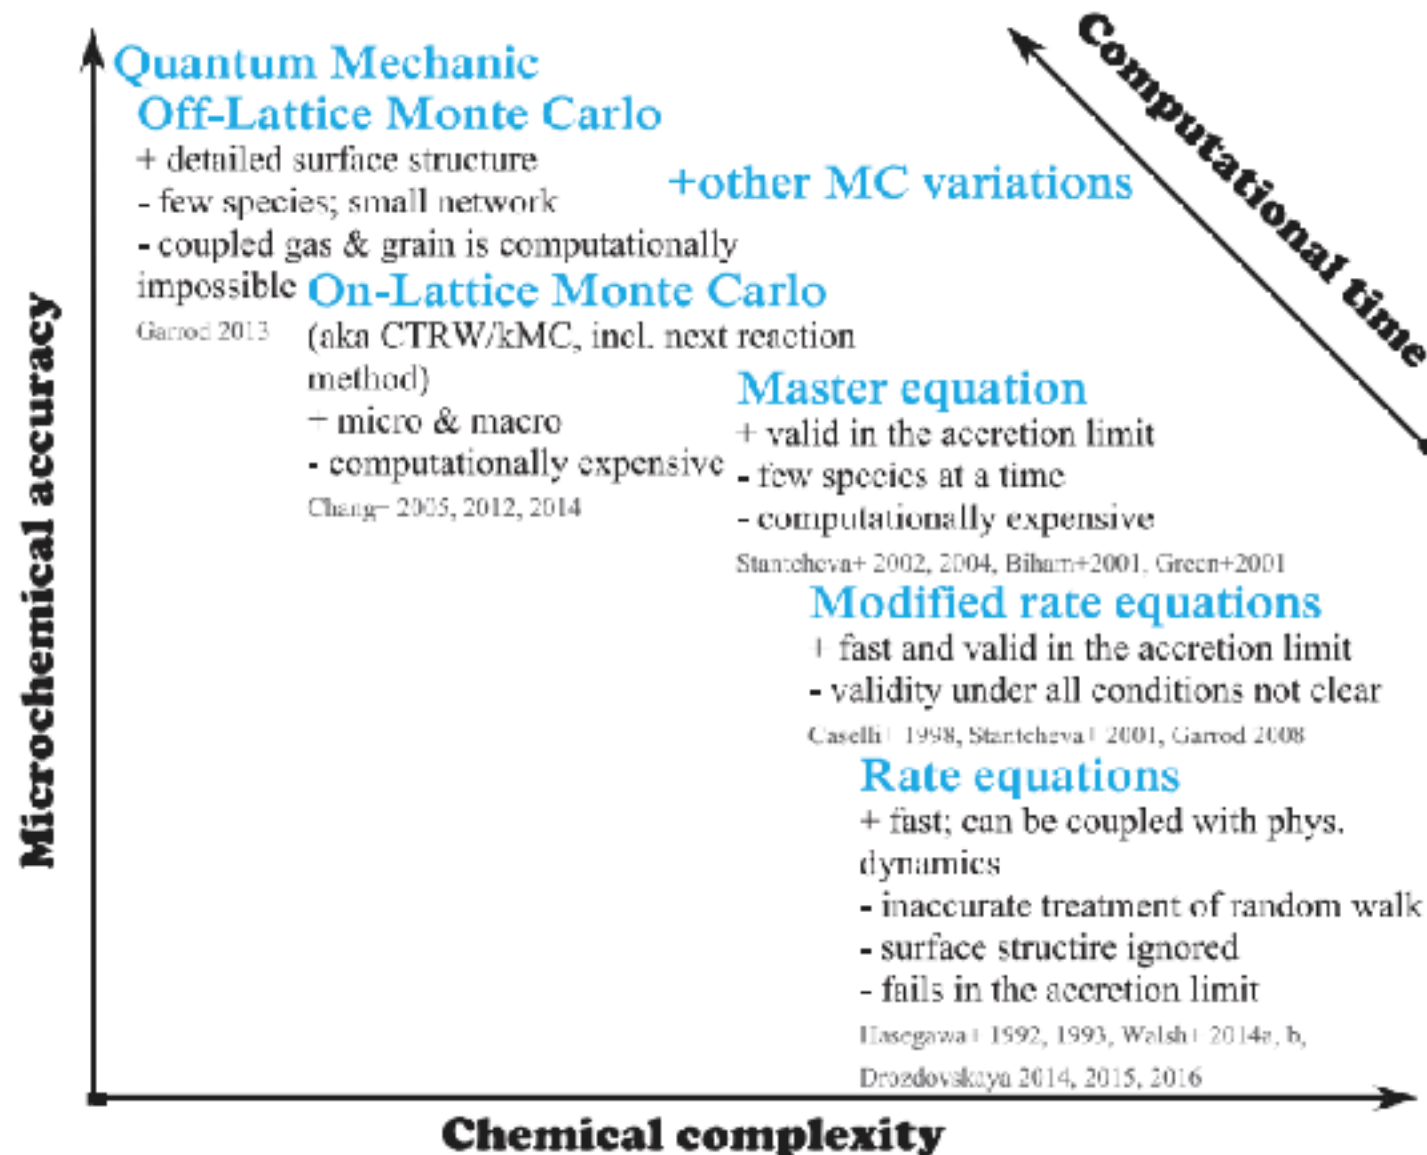 Quantum Mechanic
Off-Lattice Monte Carlo
+ detailed surface structure
- few species; small network
- coupled gas & grain is computationally
impossible
Garrod 2013
+other MC variations
Computational time
On-Lattice Monte Carlo
(aka CTRW/kMC, incl. next reaction
method)
+ micro & macro
- computationally expensive
Chang+ 2005, 2012, 2014
Master equation
+ valid in the accretion limit
- few species at a time
- computationally expensive
Stantcheva+ 2002, 2004, Biham+2001, Green+2001
Modified rate equations
+ fast and valid in the accretion limit
- validity under all conditions not clear
Caselli+ 1998, Stantcheva+ 2001, Garrod 2008
Rate equations
+ fast; can be coupled with phys.
dynamics
- inaccurate treatment of random walk
- surface structire ignored
- fails in the accretion limit
Hasegawa+ 1992, 1993, Walsh+ 2014a, b,
Drozdovskaya 2014, 2015, 2016
Microchemical accuracy
Chemical complexity